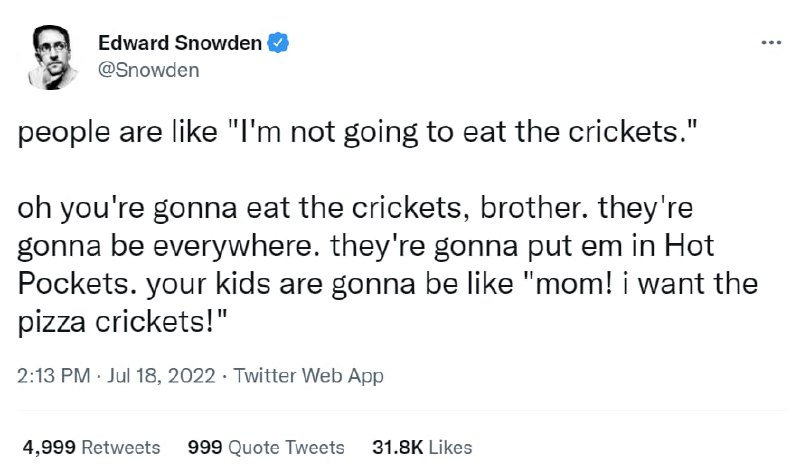 Edward Snowden
@Snowden
people are like "I'm not going to eat the crickets."
oh you're gonna eat the crickets, brother. they're
gonna be everywhere. they're gonna put em in Hot
Pockets. your kids are gonna be like "mom! i want the
pizza crickets!"
2:13 PM · Jul 18, 2022 · Twitter Web App
4,999 Retweets 999 Quote Tweets 31.8K Likes